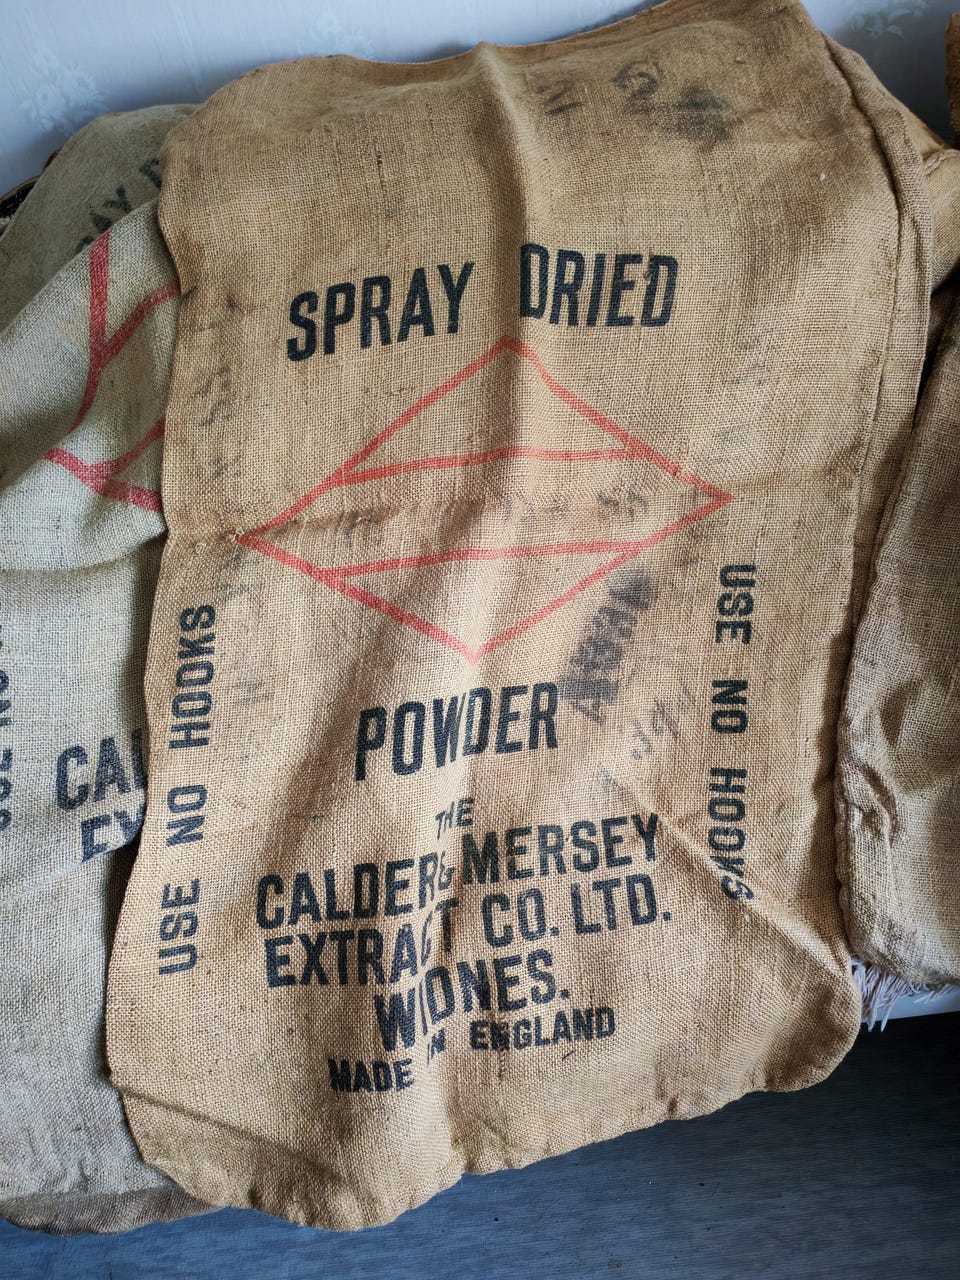 SPRAY DRIED
POWDER
THE
CALDER & MERSEY
EXTRACT CO. LTD.
WIDNES.
MADE IN ENGLAND
USE NO HOOKS
USE NO HOOKS
CAL